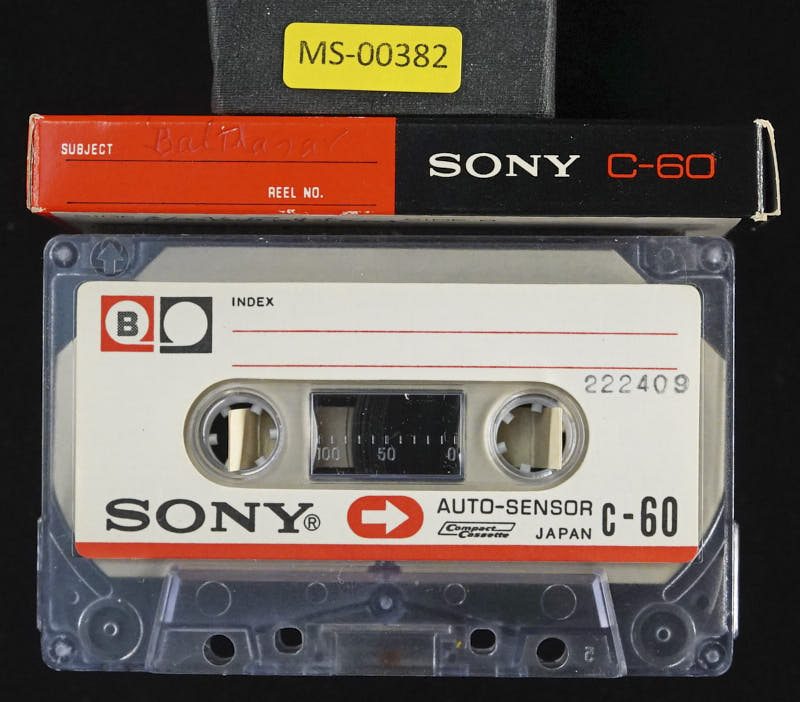 MS-00382
SUBJECT Balthasar
SONY C-60
REEL NO.
B
INDEX
222409
100 50 0
SONY® AUTO-SENSOR C-60
Compact Cassette JAPAN